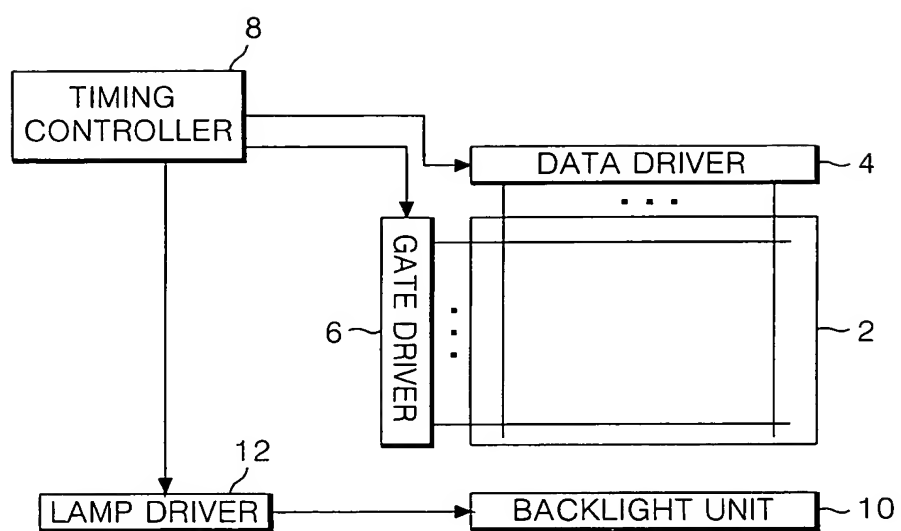 8
TIMING
CONTROLLER
DATA DRIVER
4
GATE DRIVER
6
2
12
LAMP DRIVER
BACKLIGHT UNIT
10